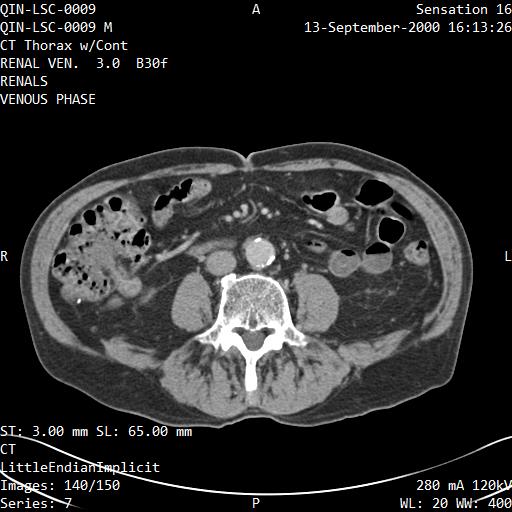 QIN-LSC-0009 A Sensation 16
QIN-LSC-0009 M 13-September-2000 16:13:26
CT Thorax w/Cont
RENAL VEN. 3.0 B30f
RENALS
VENOUS PHASE
R L
ST: 3.00 mm SL: 65.00 mm
CT
LittleEndianImplicit
Images: 140/150 280 mA 120kV
Series: 7 P WL: 20 WW: 400